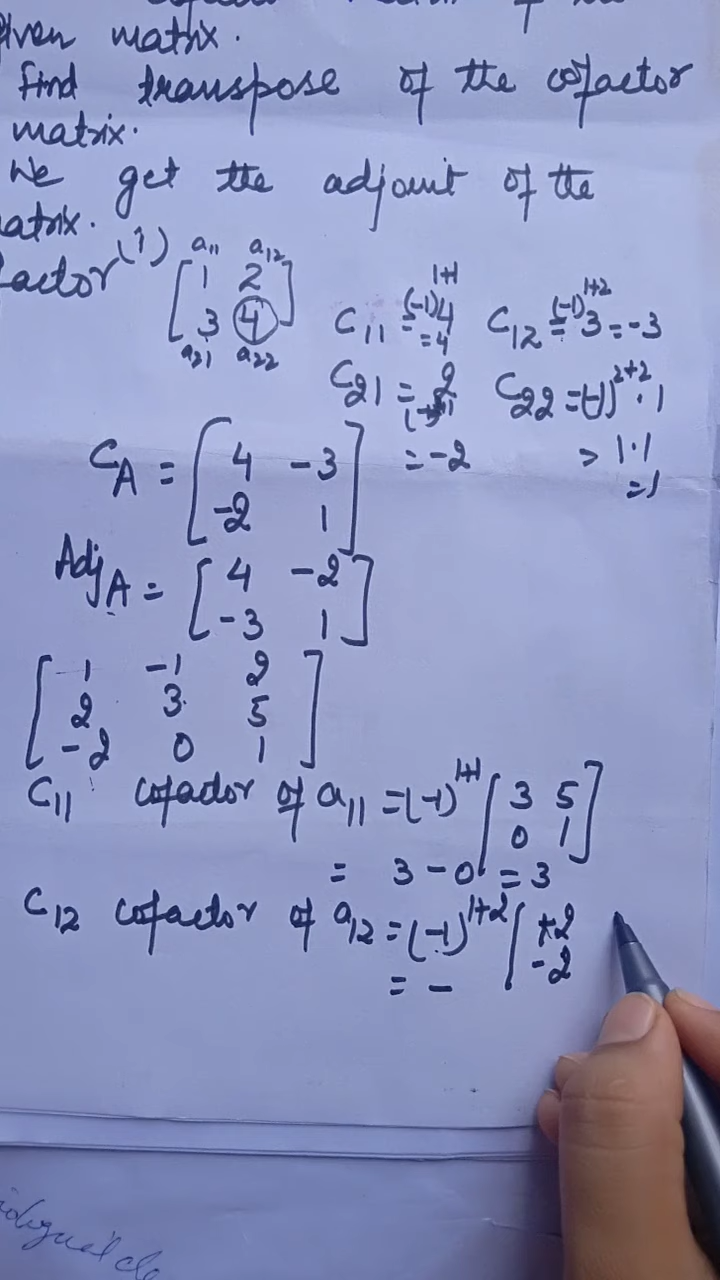 given matrix.
find transpose of the cofactor
matrix.
We get the adjoint of the
matrix.
(1) a11 a12
[1 2
3 4]
a21 a22
C11 = (-1)^1+1 4
= 4
C12 = (-1)^1+2 3 = -3
C21 = 2
= -2
C22 = (-1)^2+2 . 1
= 1.1
= 1
CA = [4 -3
-2 1]
AdjA = [4 -2
-3 1]
[1 -1 2
2 3 5
-2 0 1]
C11 cofactor of a11 = (-1)^1+1 [3 5
0 1]
= 3 - 0 = 3
C12 cofactor of a12 = (-1)^1+2 [+2
-2
= -